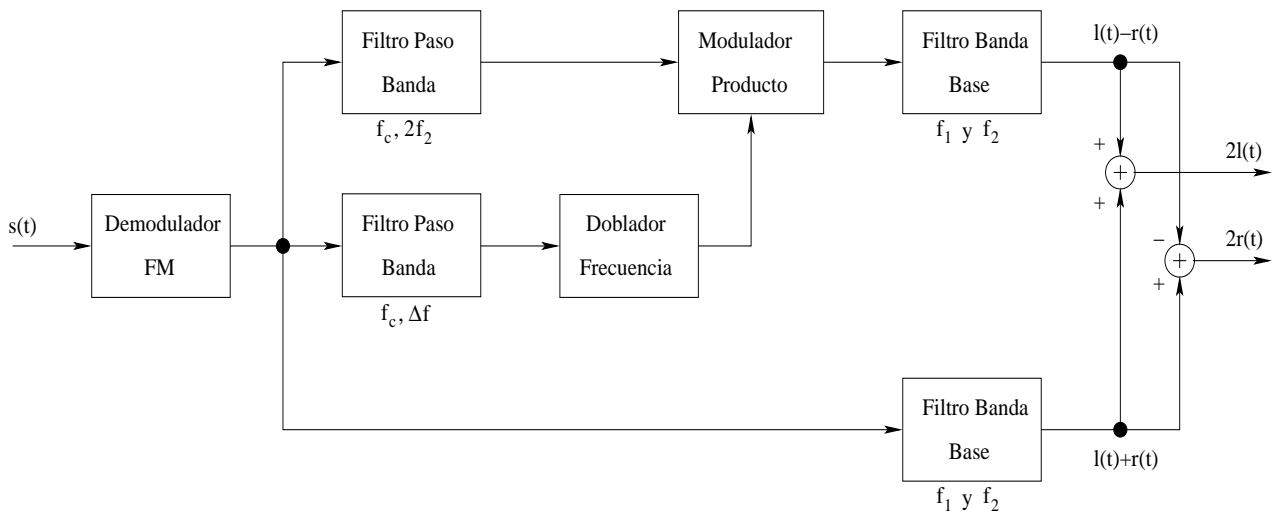 Filtro Paso
Banda
f_c, 2f_2
Modulador
Producto
Filtro Banda
Base
f_1 y f_2
l(t)−r(t)
+
+
+
2l(t)
s(t)
Demodulador
FM
Filtro Paso
Banda
f_c, Δf
Doblador
Frecuencia
−
+
+
2r(t)
Filtro Banda
Base
f_1 y f_2
l(t)+r(t)